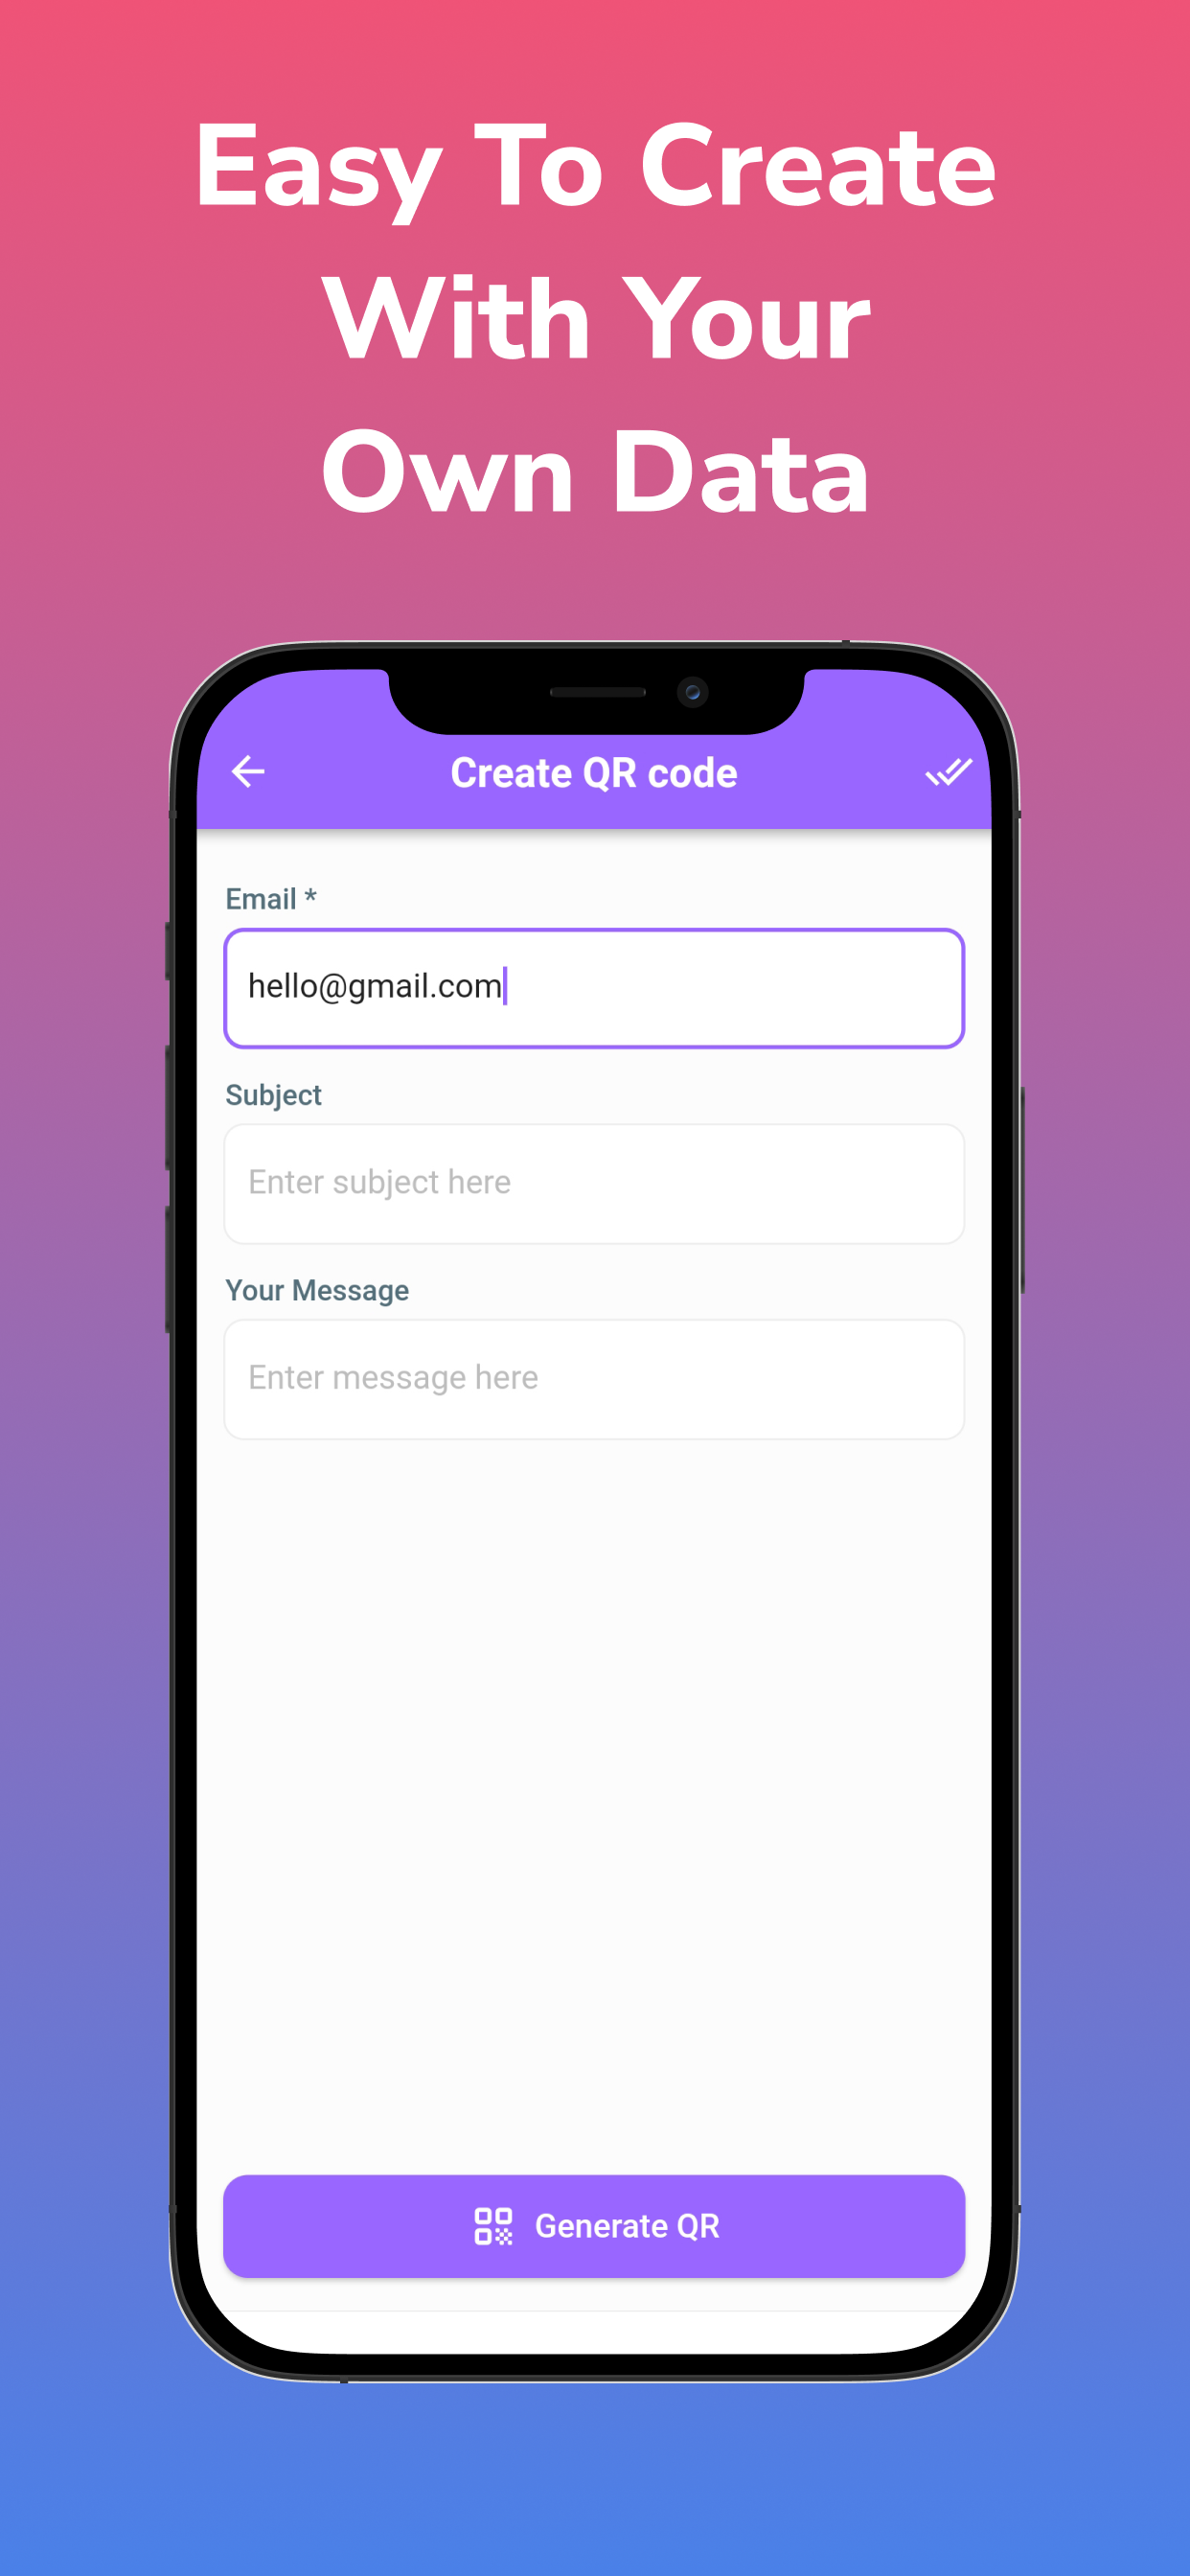 Easy To Create
With Your
Own Data
Create QR code
Email *
hello@gmail.com
Subject
Enter subject here
Your Message
Enter message here
Generate QR